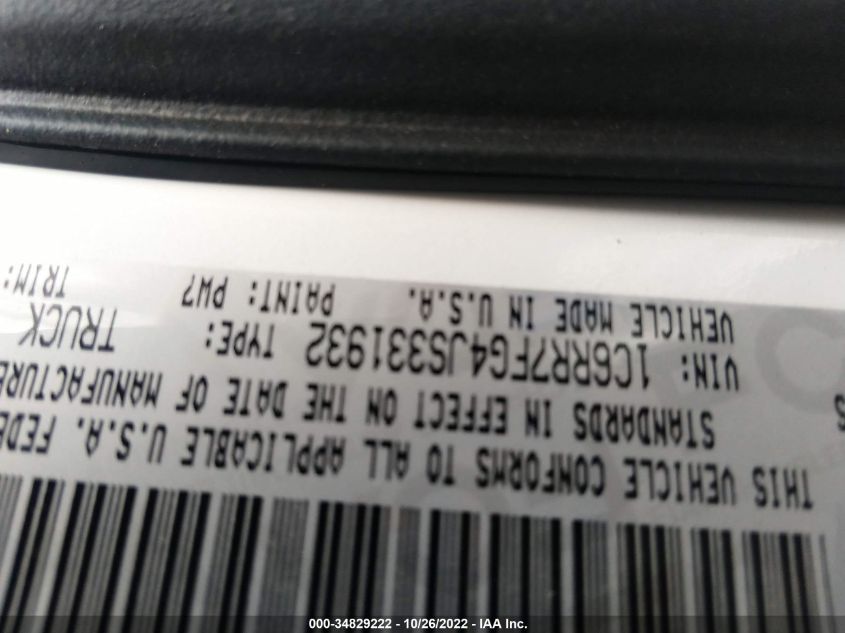 THIS VEHICLE CONFORMS TO ALL APPLICABLE U.S.A. FEDE
STANDARDS IN EFFECT ON THE DATE OF MANUFACTURE
VIN: 1C6RR7FG4JS331932 TYPE: TRUCK
VEHICLE MADE IN U.S.A. PAINT: PW7 TRIM:
000-34829222 - 10/26/2022 - IAA Inc.